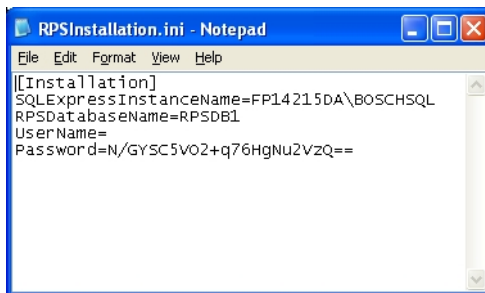 RPSInstallation.ini - Notepad
File Edit Format View Help
[Installation]
SQLExpressInstanceName=FP14215DA\BOSCHSQL
RPSDatabaseName=RPSDB1
UserName=
Password=N/GYSC5VO2+q76HgNu2VzQ==